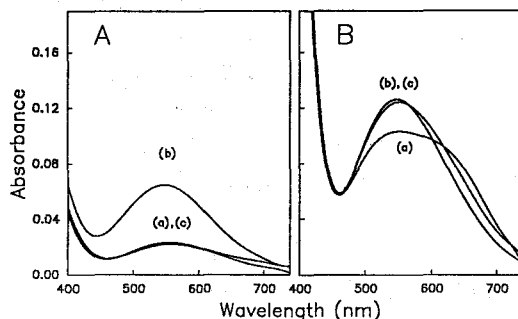 A
B
0.16
0.12
0.08
0.04
0.00
Absorbance
(b)
(a),(c)
(b),(c)
(a)
400 500 600 700
400 500 600 700
Wavelength (nm)